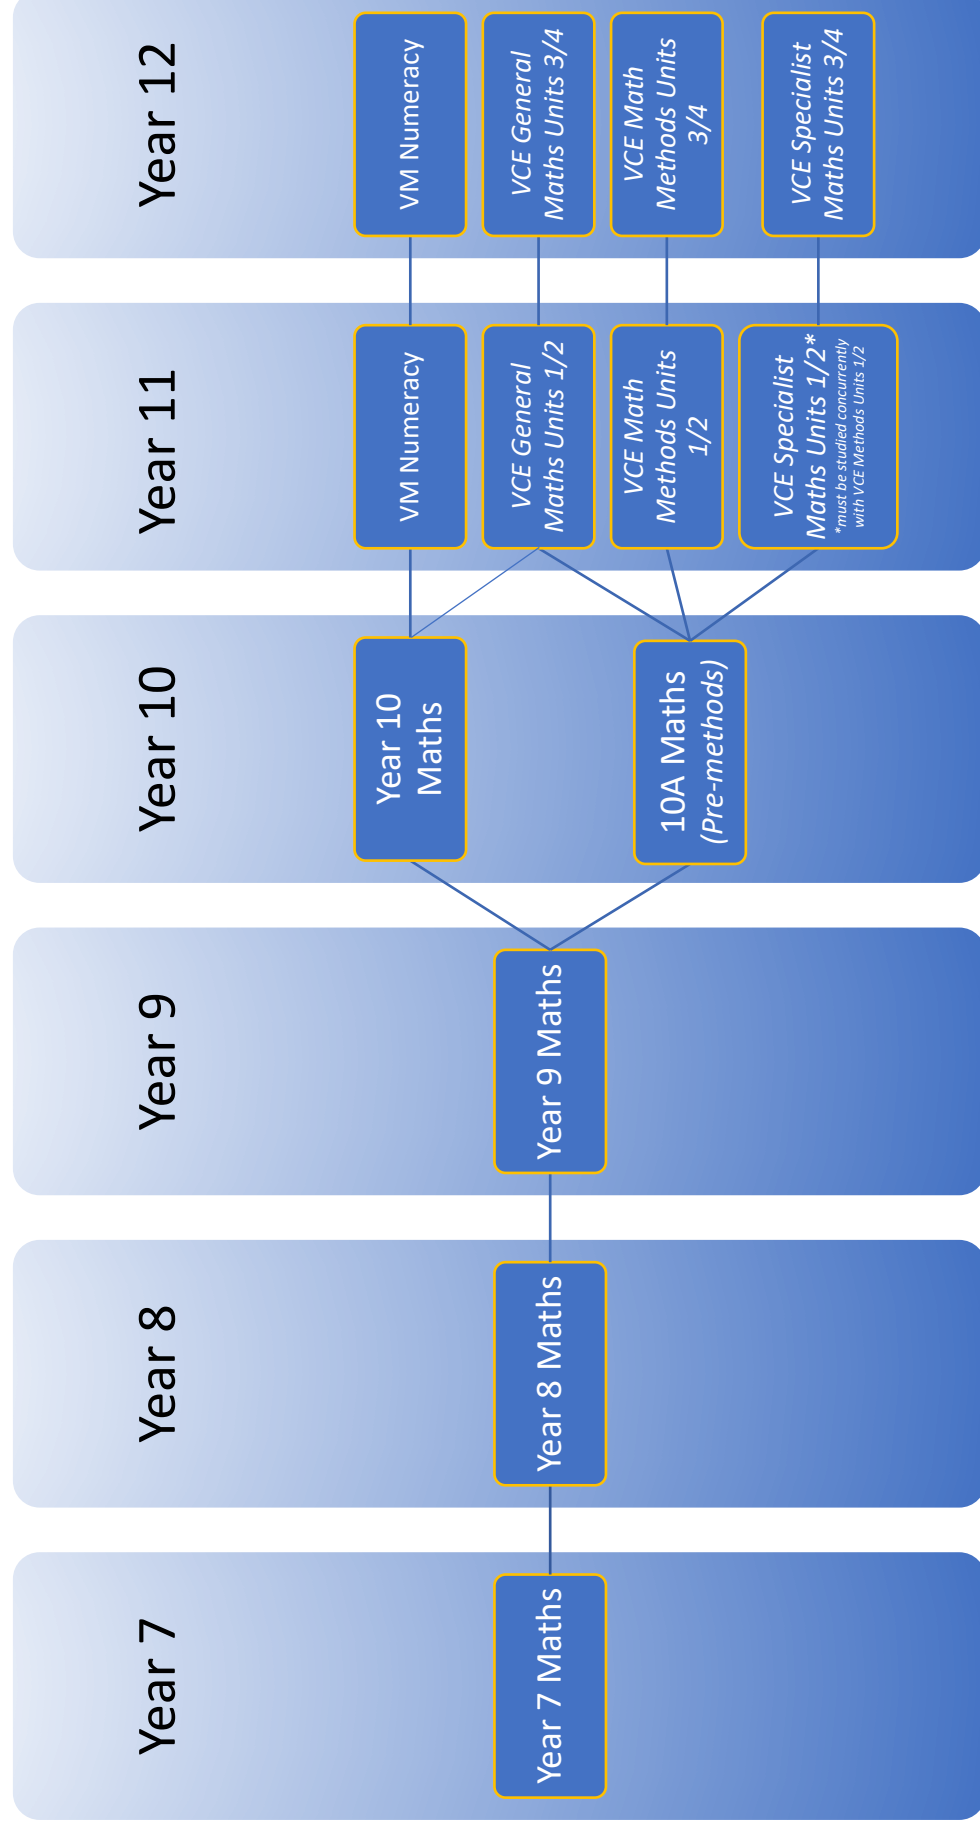 Year 7
Year 8
Year 9
Year 10
Year 11
Year 12
Year 7 Maths
Year 8 Maths
Year 9 Maths
Year 10
Maths
10A Maths
(Pre-methods)
VM Numeracy
VCE General
Maths Units 1/2
VCE Math
Methods Units
1/2
VCE Specialist
Maths Units 1/2*
*must be studied concurrently
with VCE Methods Units 1/2
VM Numeracy
VCE General
Maths Units 3/4
VCE Math
Methods Units
3/4
VCE Specialist
Maths Units 3/4